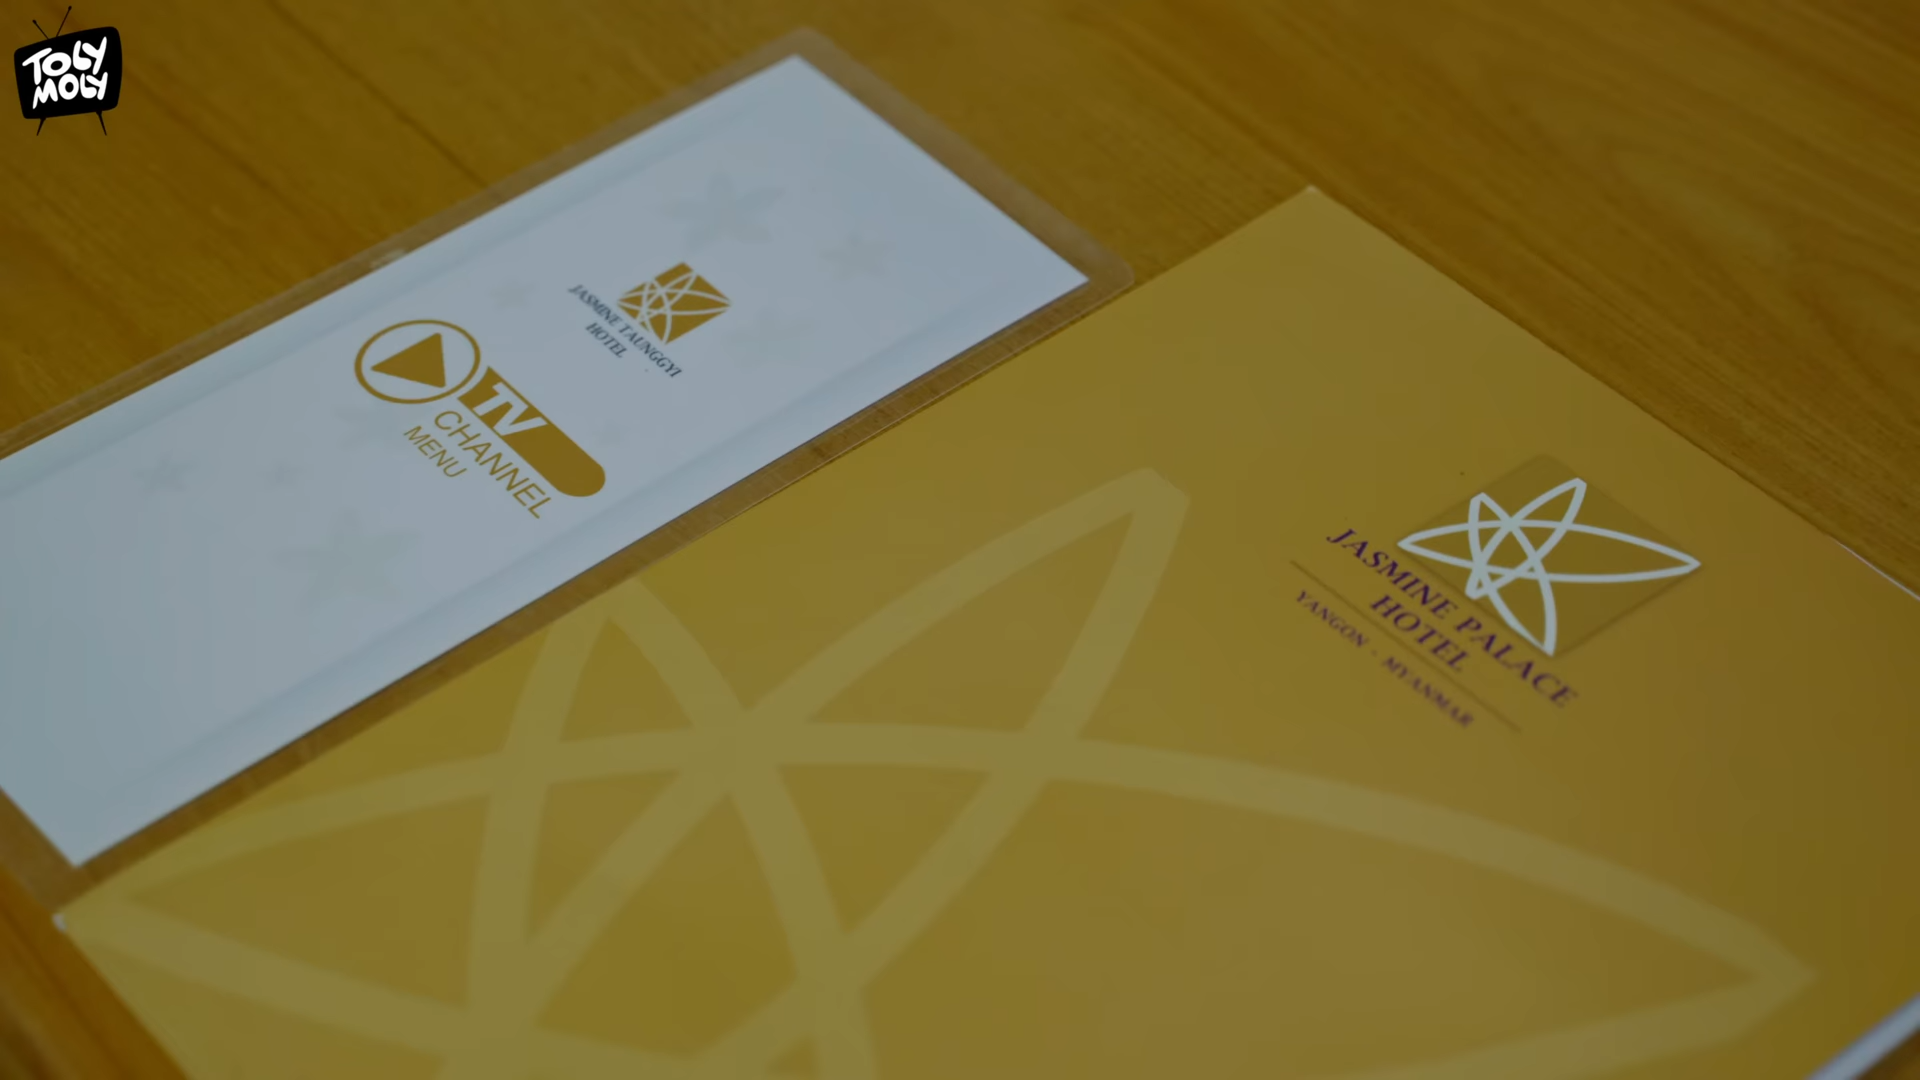 TOLY
MOLY
JASMINE TAUNGGYI
HOTEL
TV
CHANNEL
MENU
JASMINE PALACE
HOTEL
YANGON - MYANMAR